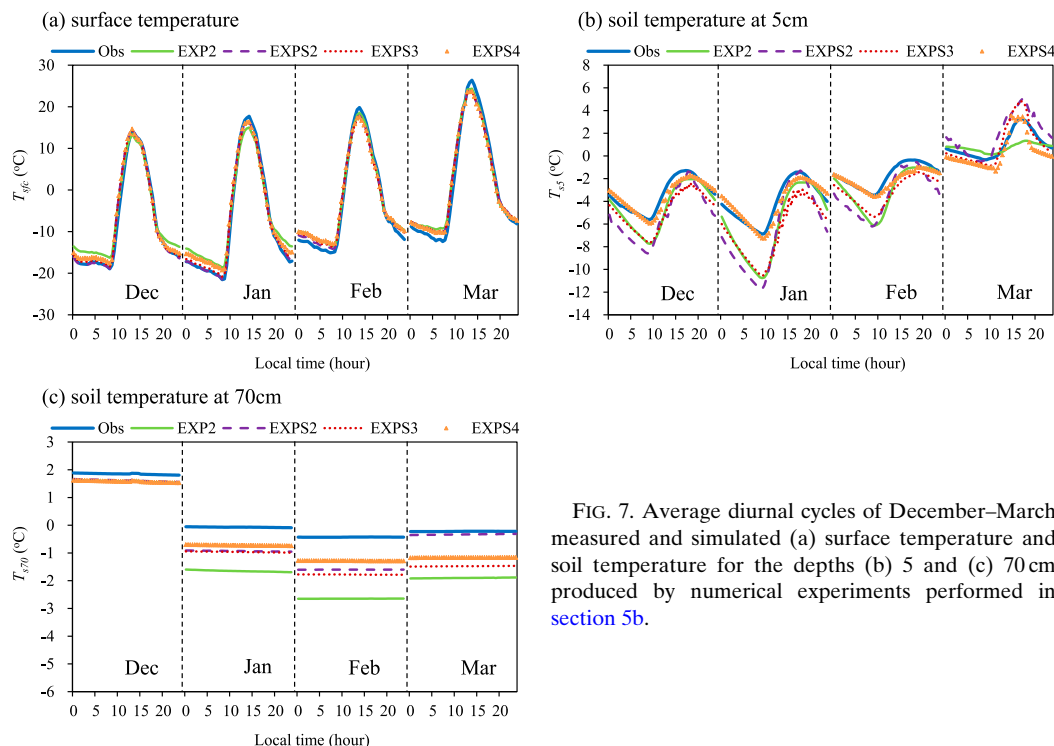 (a) surface temperature
Obs EXP2 EXPS2 EXPS3 EXPS4
30
20
10
0
-10
-20
-30
Tsfc (oC)
Dec Jan Feb Mar
0 5 10 15 20 0 5 10 15 20 0 5 10 15 20 0 5 10 15 20
Local time (hour)
(b) soil temperature at 5cm
Obs EXP2 EXPS2 EXPS3 EXPS4
8
6
4
2
0
-2
-4
-6
-8
-10
-12
-14
Ts5 (oC)
Dec Jan Feb Mar
0 5 10 15 20 0 5 10 15 20 0 5 10 15 20 0 5 10 15 20
Local time (hour)
(c) soil temperature at 70cm
Obs EXP2 EXPS2 EXPS3 EXPS4
3
2
1
0
-1
-2
-3
-4
-5
-6
Ts70 (oC)
Dec Jan Feb Mar
0 5 10 15 20 0 5 10 15 20 0 5 10 15 20 0 5 10 15 20
Local time (hour)
FIG. 7. Average diurnal cycles of December–March
measured and simulated (a) surface temperature and
soil temperature for the depths (b) 5 and (c) 70 cm
produced by numerical experiments performed in
section 5b.